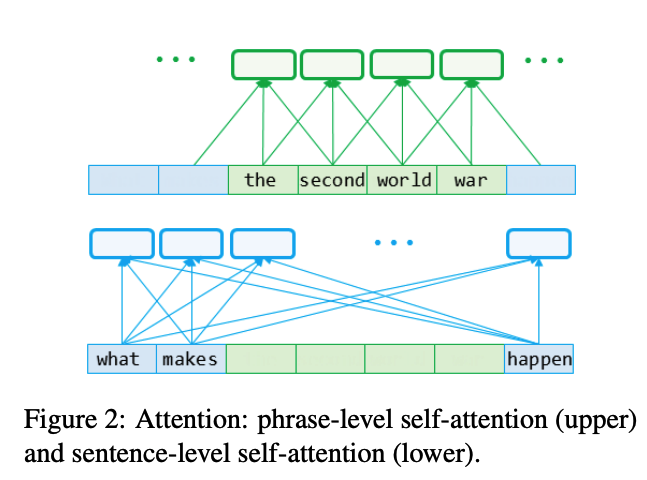 • • •
• • •
the second world war
• • •
what makes happen
Figure 2: Attention: phrase-level self-attention (upper)
and sentence-level self-attention (lower).